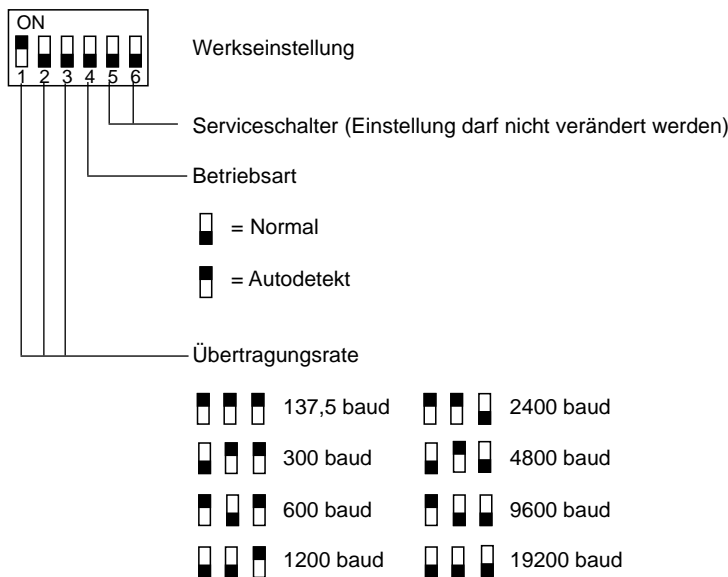 ON
1 2 3 4 5 6
Werkseinstellung
Serviceschalter (Einstellung darf nicht verändert werden)
Betriebsart
= Normal
= Autodetekt
Übertragungsrate
137,5 baud 2400 baud
300 baud 4800 baud
600 baud 9600 baud
1200 baud 19200 baud